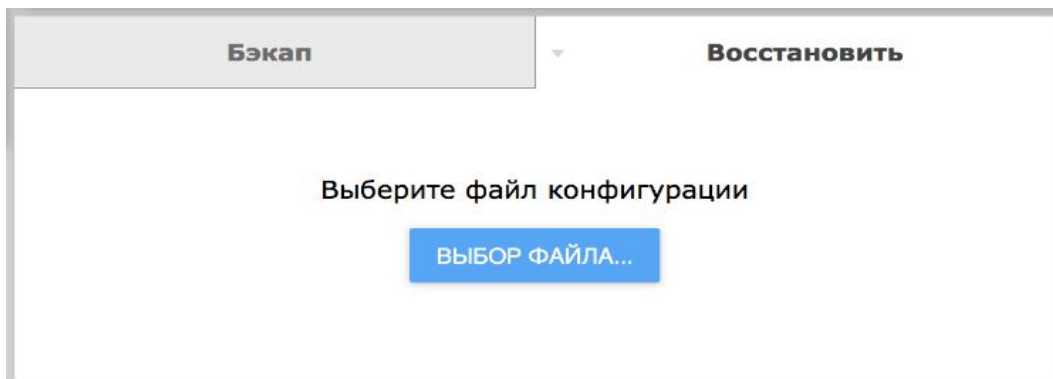 Бэкап Восстановить
Выберите файл конфигурации
ВЫБОР ФАЙЛА...